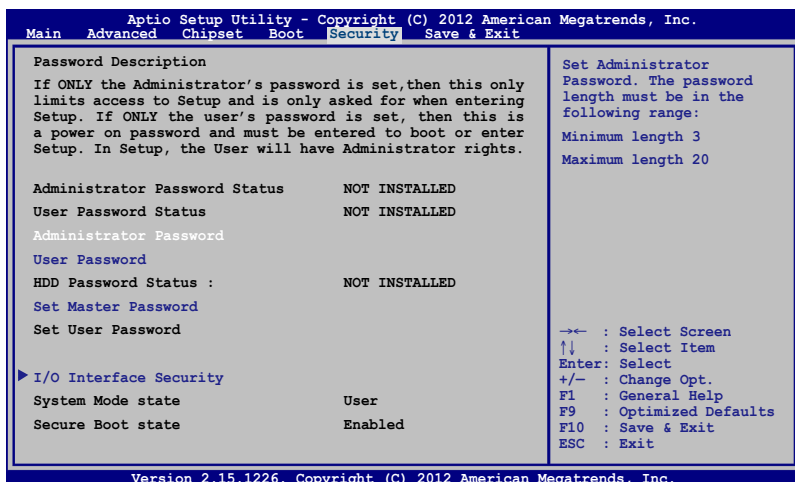 Aptio Setup Utility - Copyright (C) 2012 American Megatrends, Inc.
Main Advanced Chipset Boot Security Save & Exit
Password Description
If ONLY the Administrator's password is set,then this only
limits access to Setup and is only asked for when entering
Setup. If ONLY the user's password is set, then this is
a power on password and must be entered to boot or enter
Setup. In Setup, the User will have Administrator rights.
Administrator Password Status NOT INSTALLED
User Password Status NOT INSTALLED
Administrator Password
User Password
HDD Password Status : NOT INSTALLED
Set Master Password
Set User Password
I/O Interface Security
System Mode state User
Secure Boot state Enabled
Set Administrator
Password. The password
length must be in the
following range:
Minimum length 3
Maximum length 20
→← : Select Screen
↑↓ : Select Item
Enter: Select
+/— : Change Opt.
F1 : General Help
F9 : Optimized Defaults
F10 : Save & Exit
ESC : Exit
Version 2.15.1226. Copyright (C) 2012 American Megatrends, Inc.